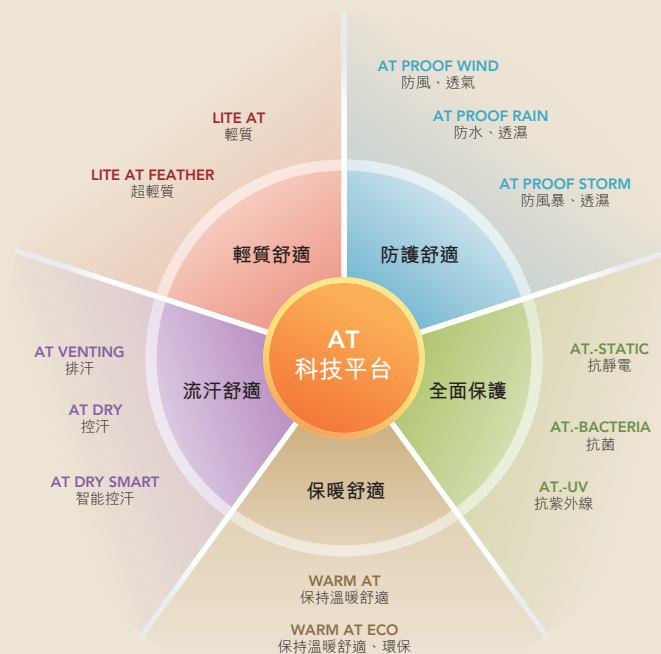 AT PROOF WIND
防風、透氣
AT PROOF RAIN
防水、透濕
AT PROOF STORM
防風暴、透濕
LITE AT
輕質
LITE AT FEATHER
超輕質
輕質舒適
防護舒適
AT
科技平台
流汗舒適
全面保護
保暖舒適
AT VENTING
排汗
AT DRY
控汗
AT DRY SMART
智能控汗
AT.-STATIC
抗靜電
AT.-BACTERIA
抗菌
AT.-UV
抗紫外線
WARM AT
保持溫暖舒適
WARM AT ECO
保持溫暖舒適、環保